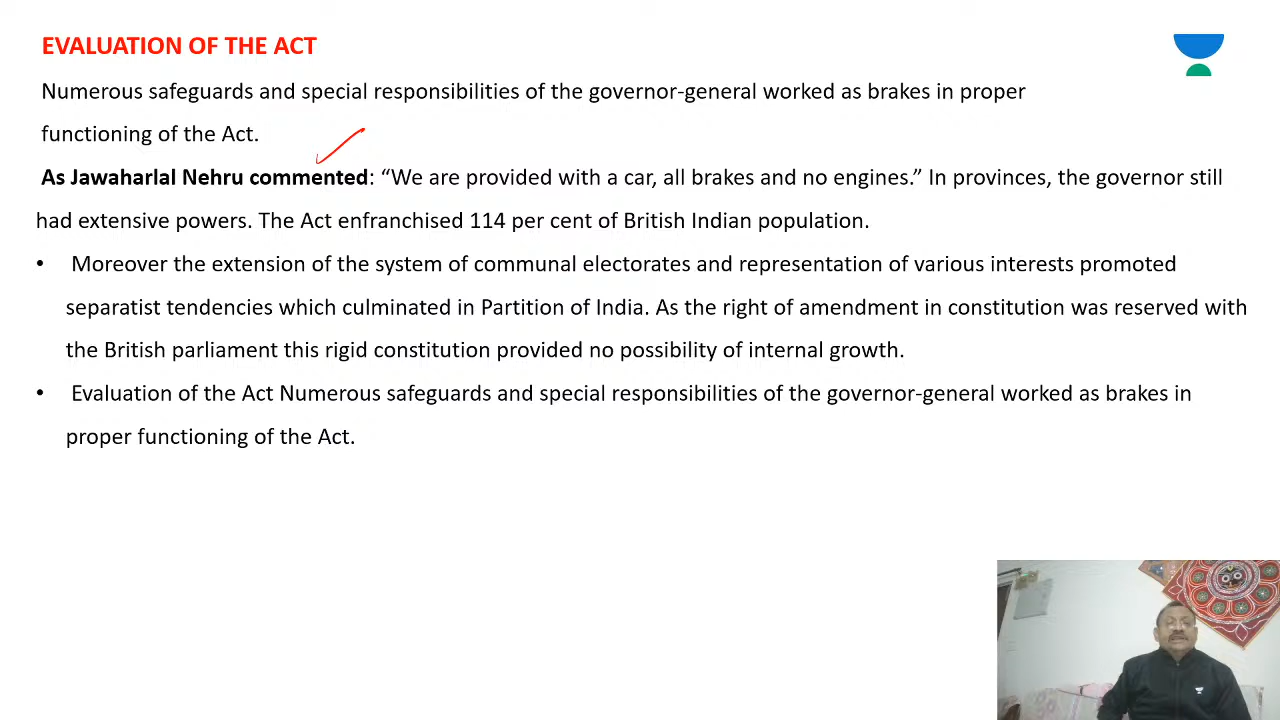 EVALUATION OF THE ACT
Numerous safeguards and special responsibilities of the governor-general worked as brakes in proper
functioning of the Act.
As Jawaharlal Nehru commented: “We are provided with a car, all brakes and no engines.” In provinces, the governor still
had extensive powers. The Act enfranchised 114 per cent of British Indian population.
• Moreover the extension of the system of communal electorates and representation of various interests promoted
separatist tendencies which culminated in Partition of India. As the right of amendment in constitution was reserved with
the British parliament this rigid constitution provided no possibility of internal growth.
• Evaluation of the Act Numerous safeguards and special responsibilities of the governor-general worked as brakes in
proper functioning of the Act.